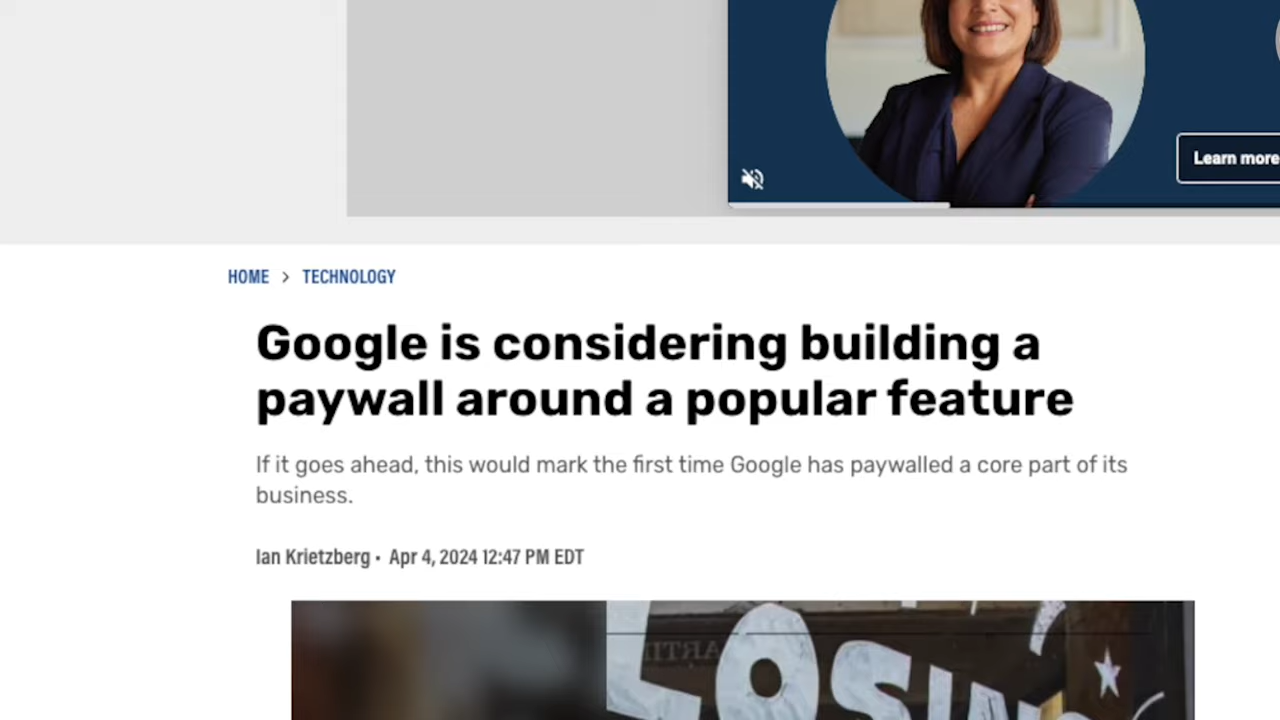 Learn more
HOME > TECHNOLOGY
Google is considering building a
paywall around a popular feature
If it goes ahead, this would mark the first time Google has paywalled a core part of its
business.
Ian Krietzberg • Apr 4, 2024 12:47 PM EDT